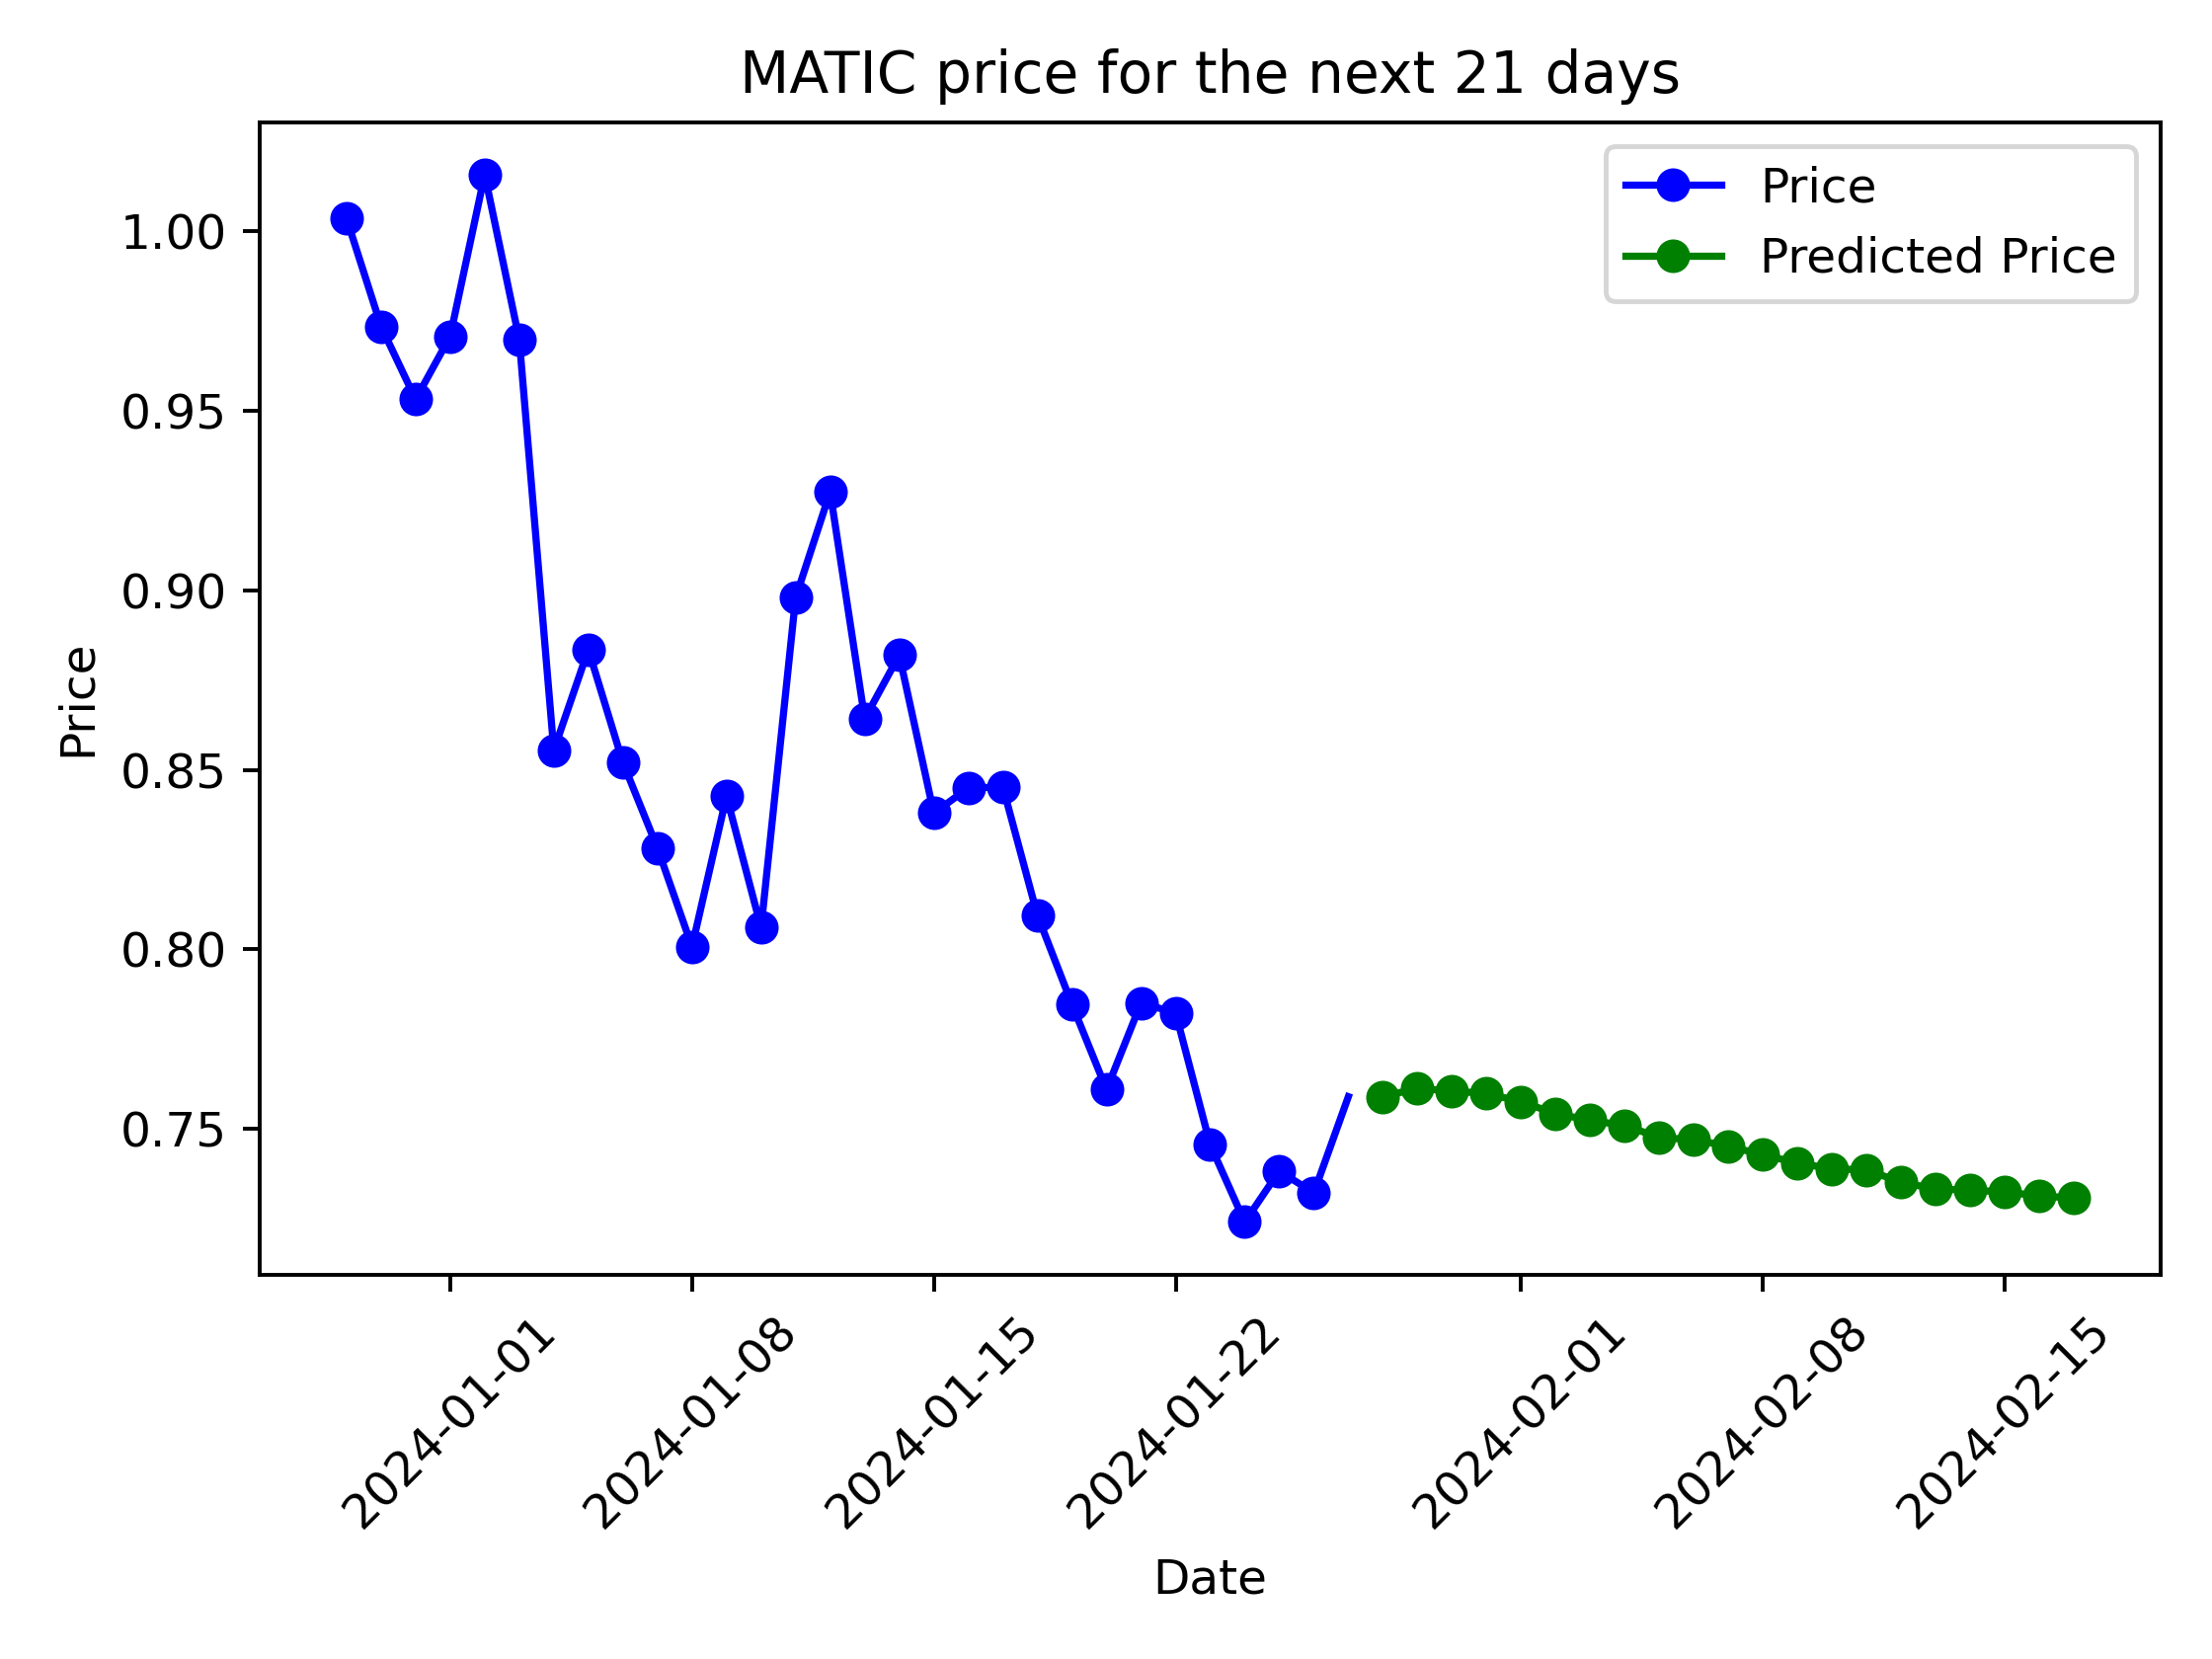 MATIC price for the next 21 days
Price
Predicted Price
1.00
0.95
0.90
0.85
0.80
0.75
Price
2024-01-01
2024-01-08
2024-01-15
2024-01-22
2024-02-01
2024-02-08
2024-02-15
Date